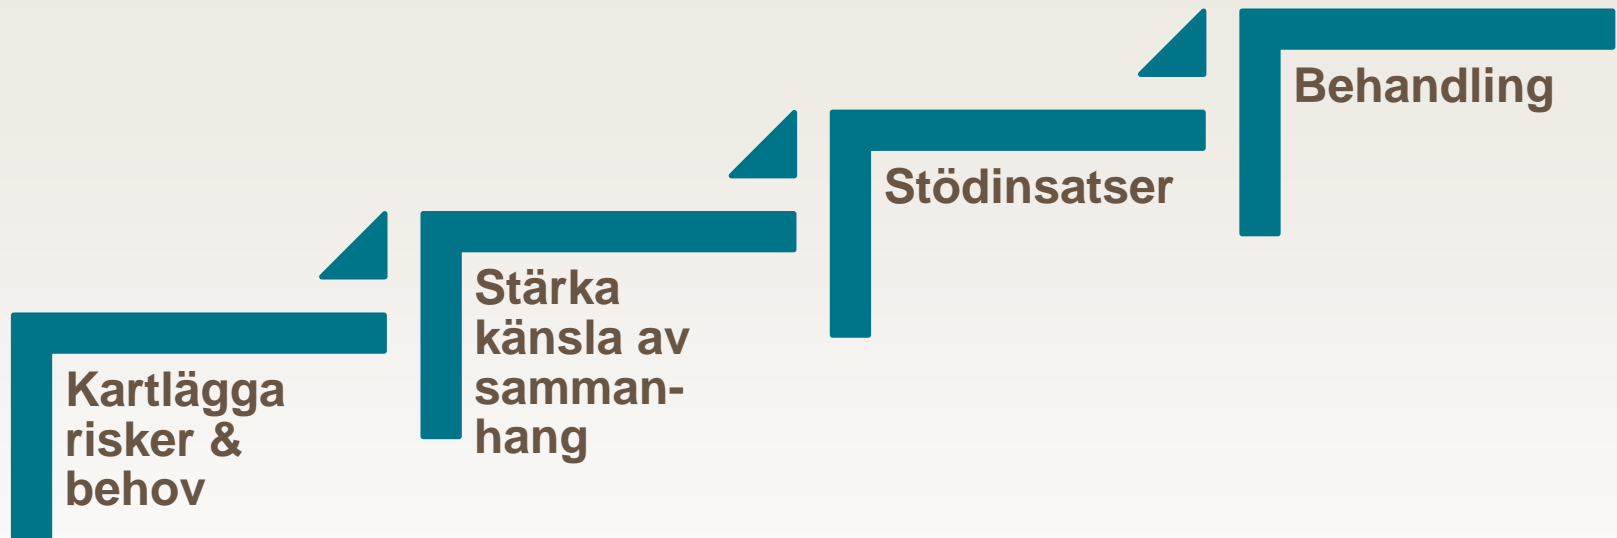 Kartlägga
risker &
behov
Stärka
känsla av
samman-
hang
Stödinsatser
Behandling